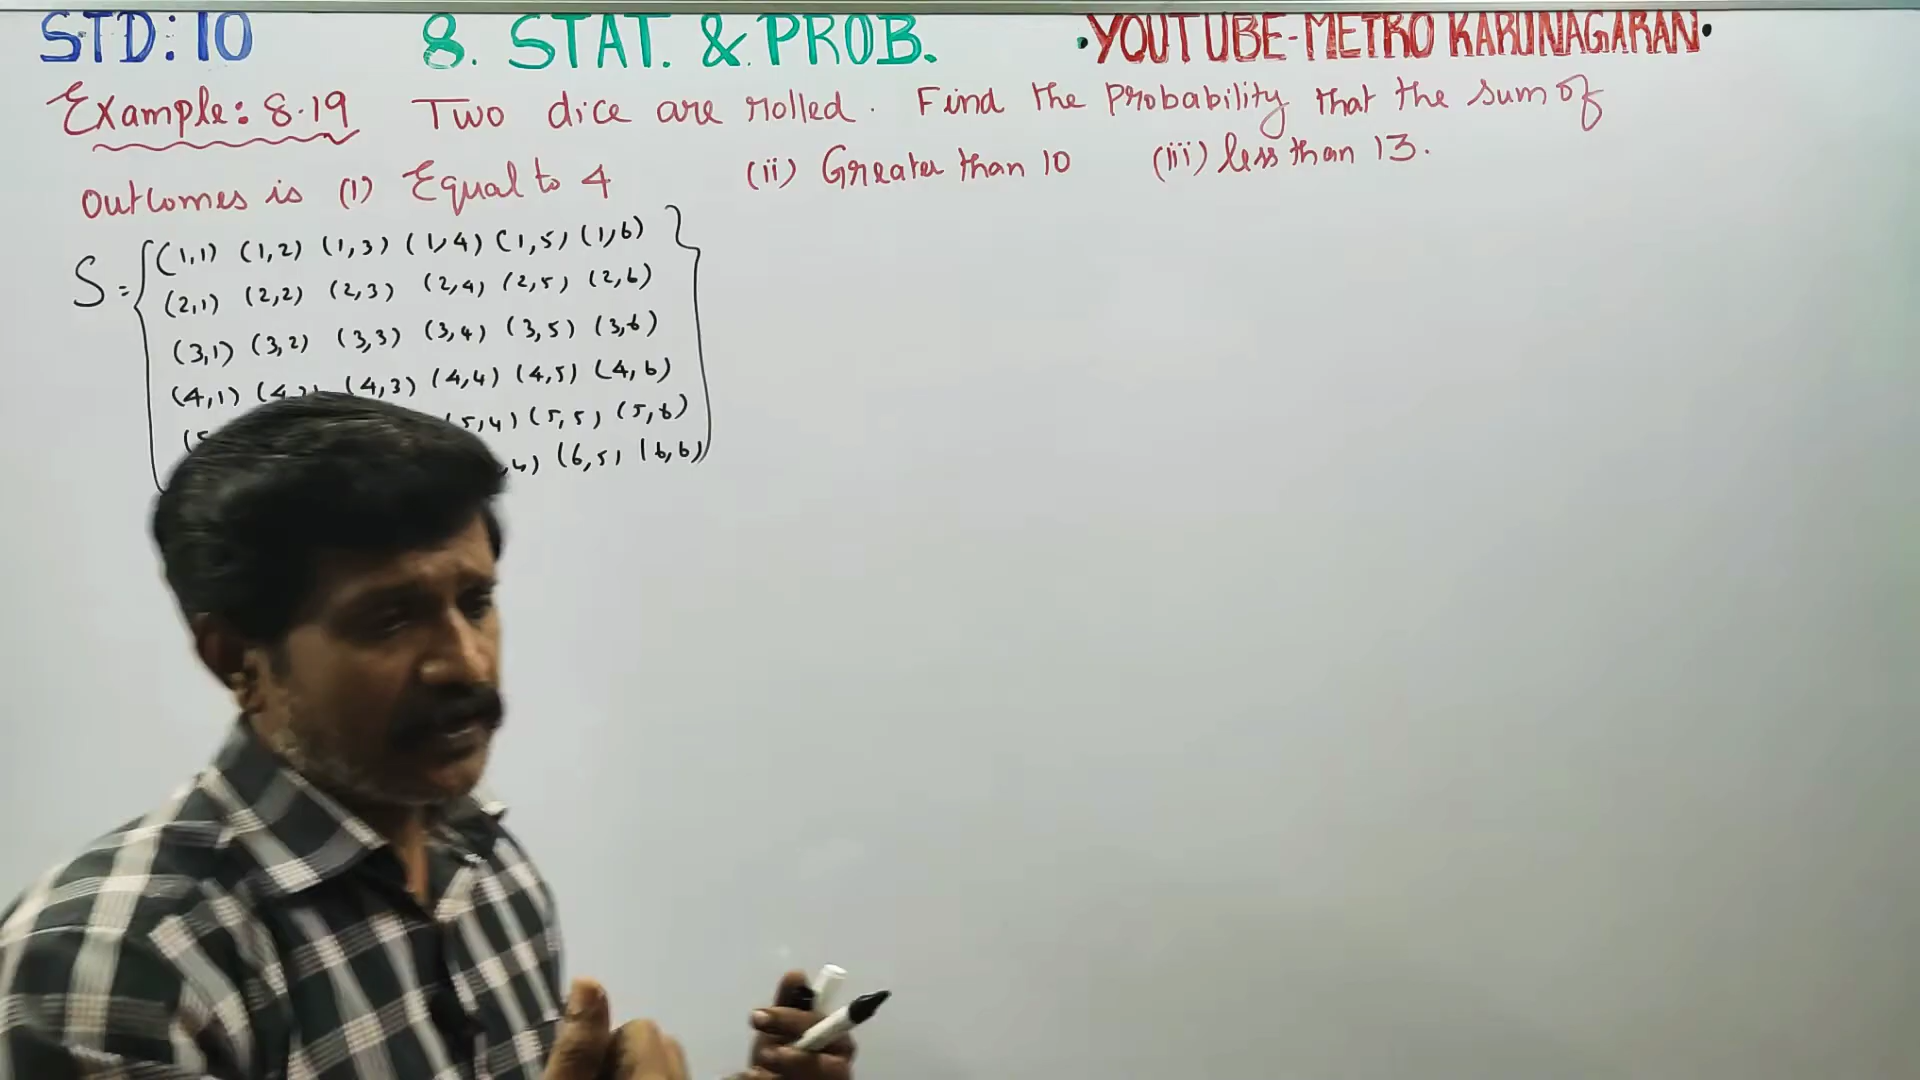 STD: 10 8. STAT. & PROB. •YOUTUBE-METRO KARUNAGARAN•
Example: 8.19 Two dice are rolled. Find the probability that the sum of
outcomes is (i) Equal to 4 (ii) Greater than 10 (iii) less than 13.
S = { (1,1) (1,2) (1,3) (1,4) (1,5) (1,6) }
(2,1) (2,2) (2,3) (2,4) (2,5) (2,6)
(3,1) (3,2) (3,3) (3,4) (3,5) (3,6)
(4,1) (4,2) (4,3) (4,4) (4,5) (4,6)
(5 5,4) (5,5) (5,6)
,4) (6,5) (6,6)